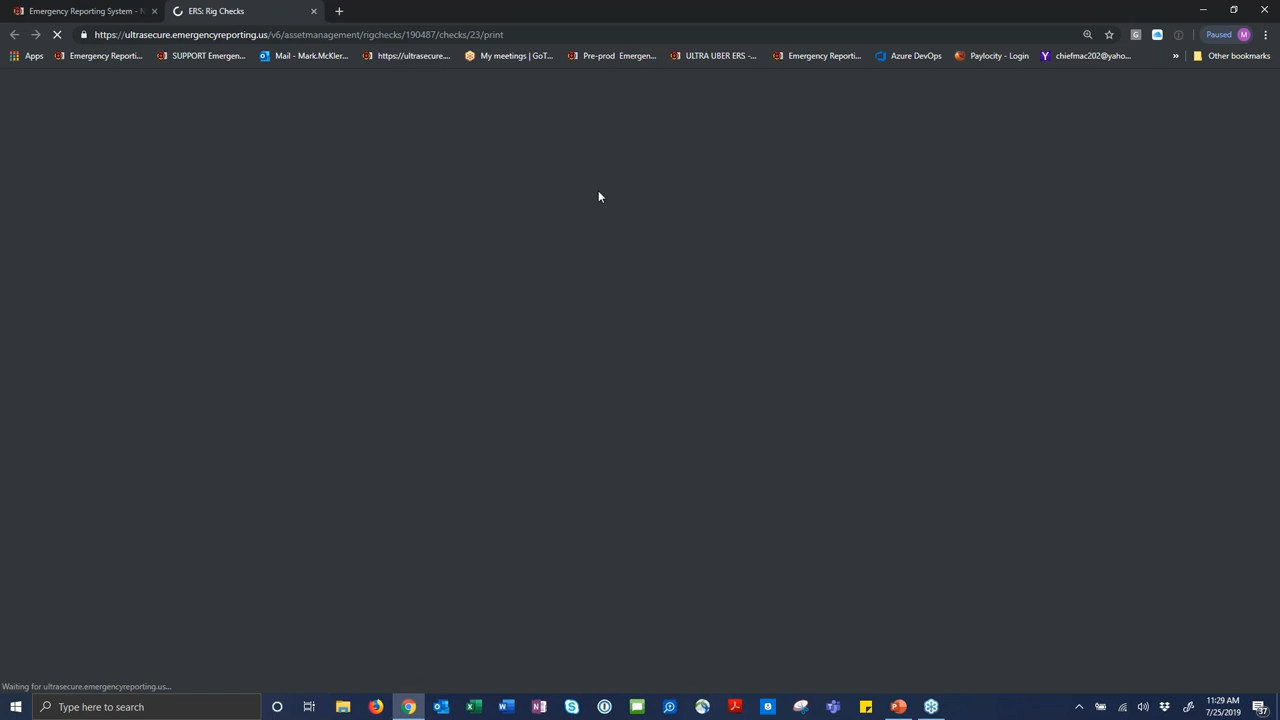 Emergency Reporting System - N
ERS: Rig Checks
https://ultrasecure.emergencyreporting.us/v6/assetmanagement/rigchecks/190487/checks/23/print
Paused
M
Apps
Emergency Reporti...
SUPPORT Emergen...
Mail - Mark.McKler...
https://ultrasecure....
My meetings | GoT...
Pre-prod Emergen...
ULTRA UBER ERS -...
Emergency Reporti...
Azure DevOps
Paylocity - Login
chiefmac202@yaho...
»
Other bookmarks
Waiting for ultrasecure.emergencyreporting.us...
Type here to search
11:29 AM
7/25/2019